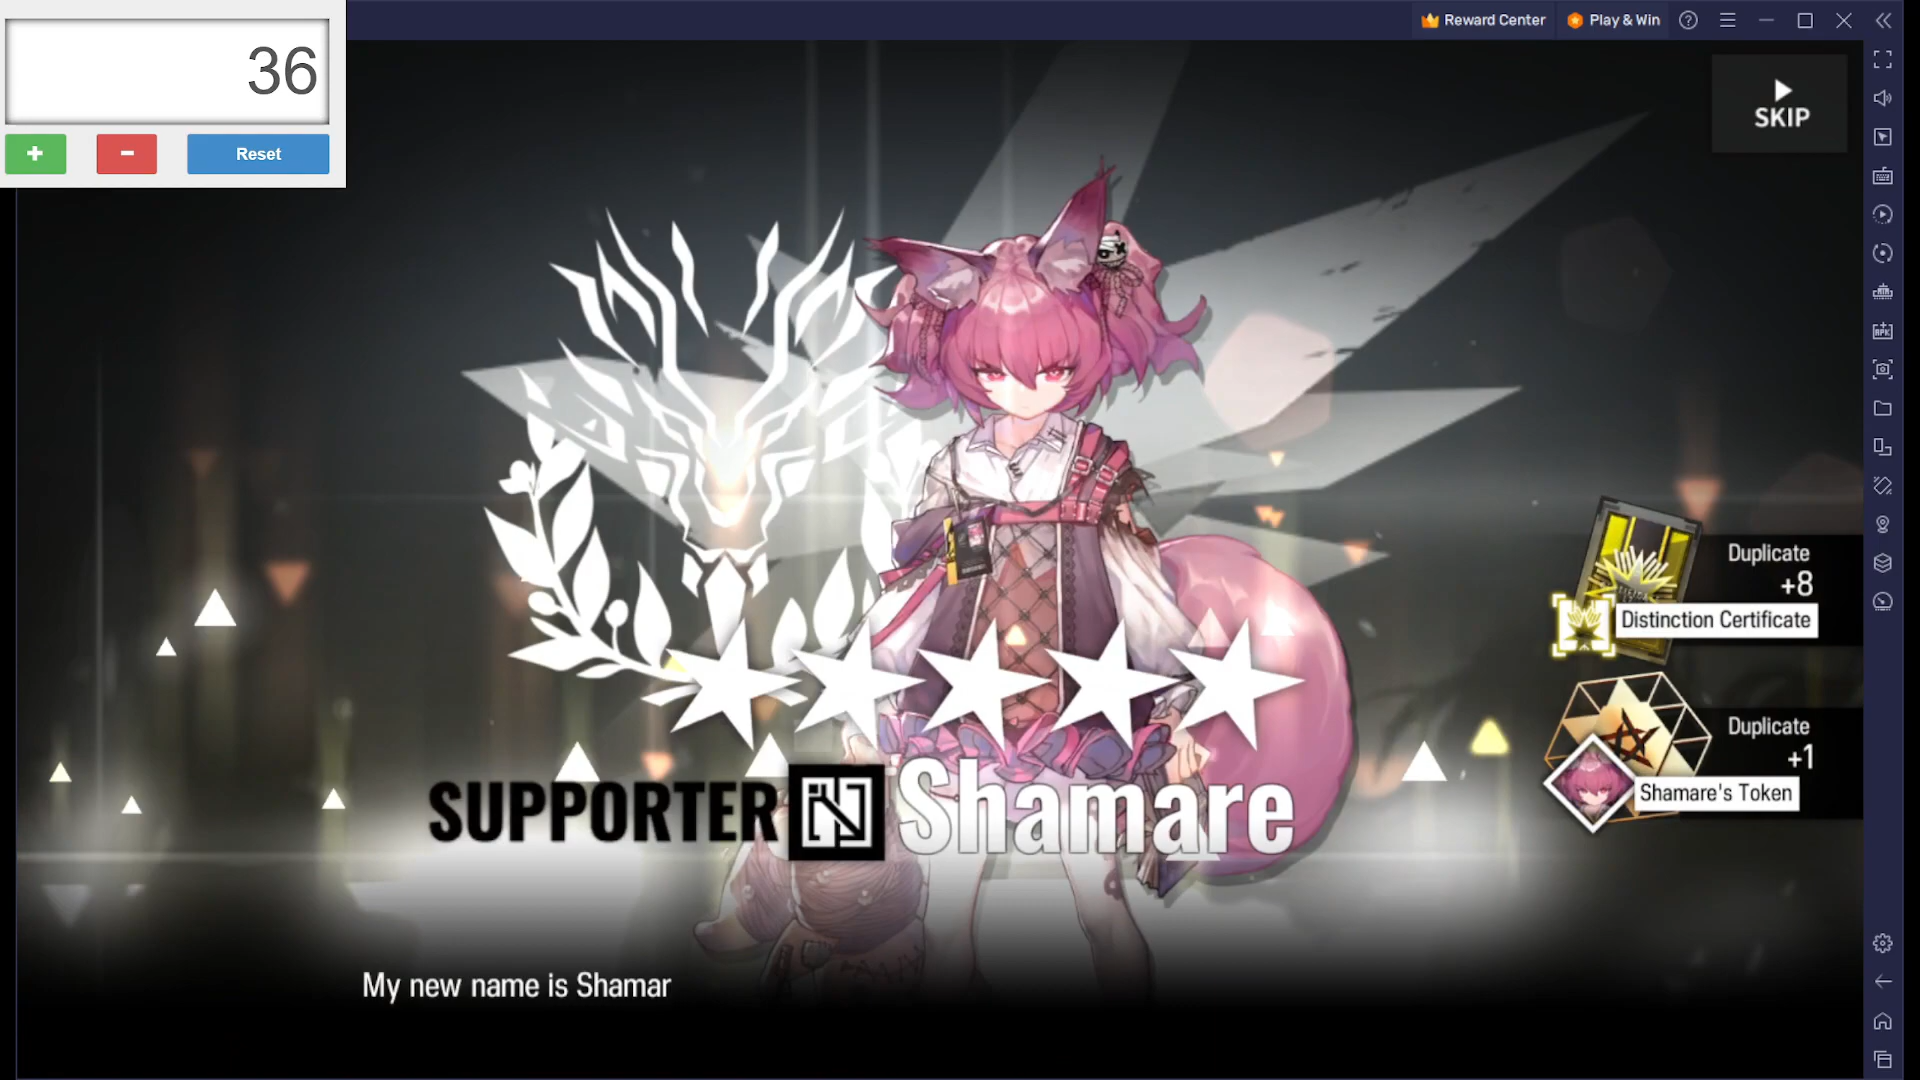 36
+
-
Reset
Reward Center
Play & Win
SKIP
Duplicate
+8
Distinction Certificate
Duplicate
+1
Shamare's Token
SUPPORTER
Shamare
My new name is Shamar